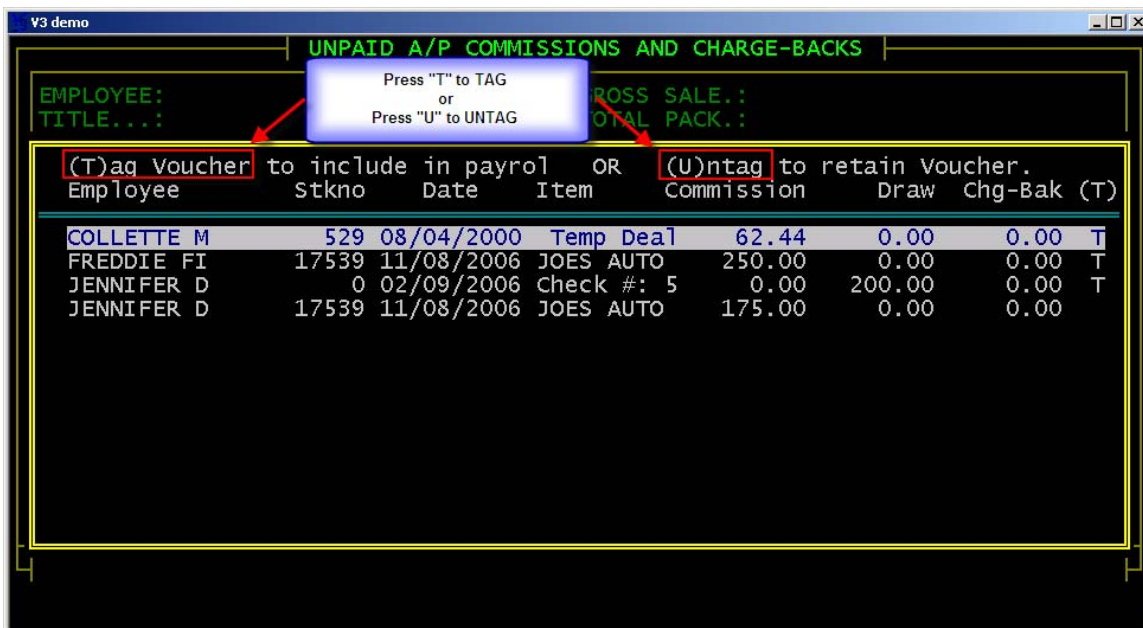 V3 demo
UNPAID A/P COMMISSIONS AND CHARGE-BACKS
Press "T" to TAG
or
Press "U" to UNTAG
EMPLOYEE: ROSS SALE.:
TITLE...: OTAL PACK.:
(T)ag Voucher to include in payrol OR (U)ntag to retain Voucher.
Employee Stkno Date Item Commission Draw Chg-Bak (T)
COLLETTE M 529 08/04/2000 Temp Deal 62.44 0.00 0.00 T
FREDDIE FI 17539 11/08/2006 JOES AUTO 250.00 0.00 0.00 T
JENNIFER D 0 02/09/2006 Check #: 5 0.00 200.00 0.00 T
JENNIFER D 17539 11/08/2006 JOES AUTO 175.00 0.00 0.00